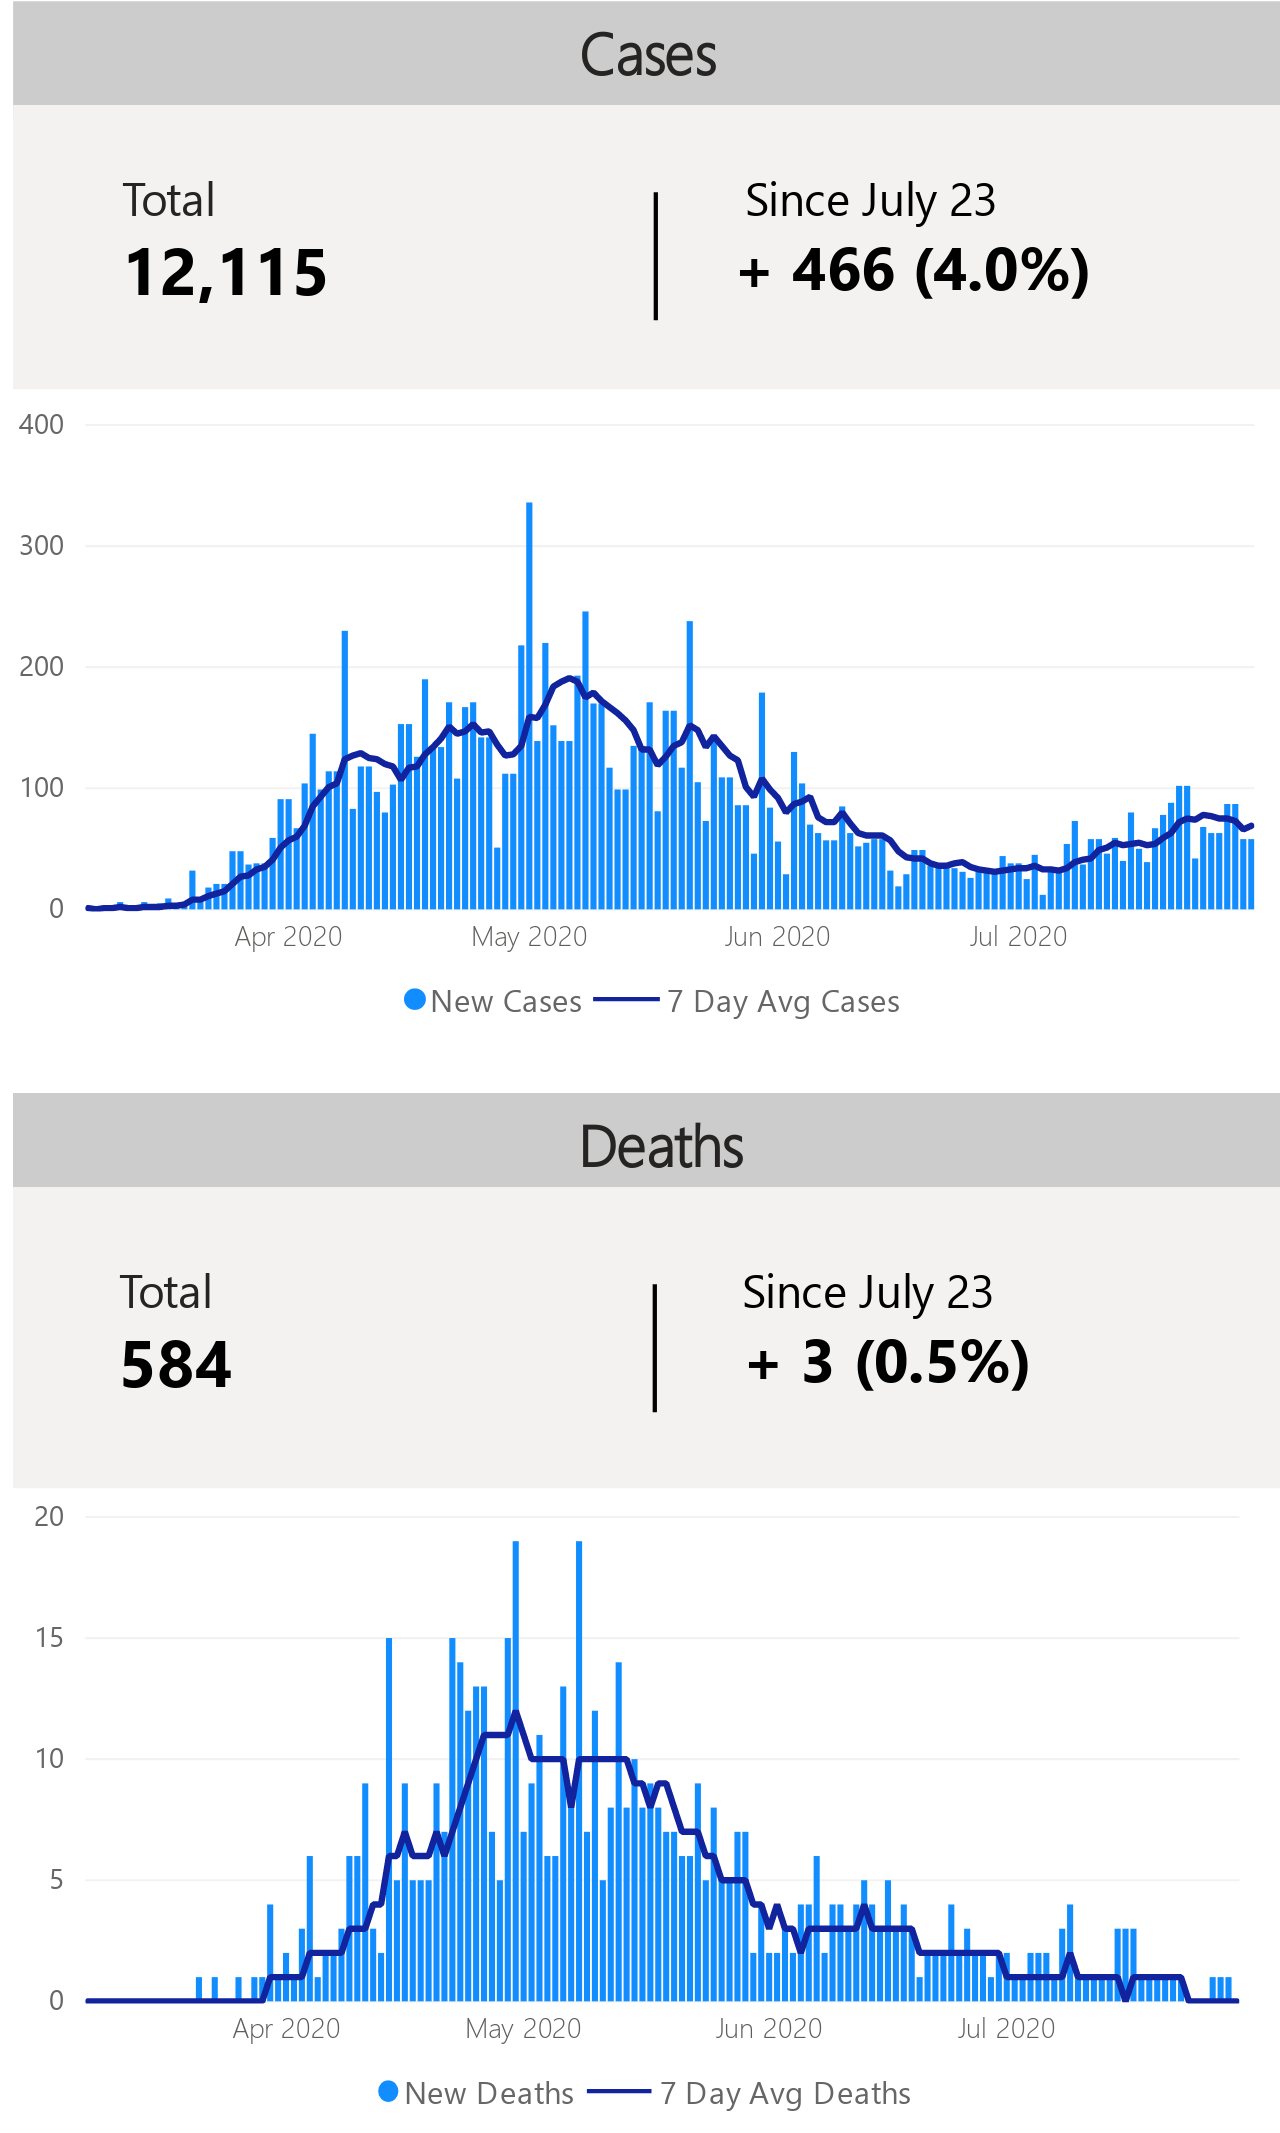 Cases
Total
Since July 23
12,115
+ 466 (4.0%)
400
300
200
100
0
Apr 2020
May 2020
Jun 2020
Jul 2020
New Cases
7 Day Avg Cases
Deaths
Total
Since July 23
584
+ 3 (0.5%)
20
15
10
5
0
Apr 2020
May 2020
Jun 2020
Jul 2020
New Deaths
7 Day Avg Deaths